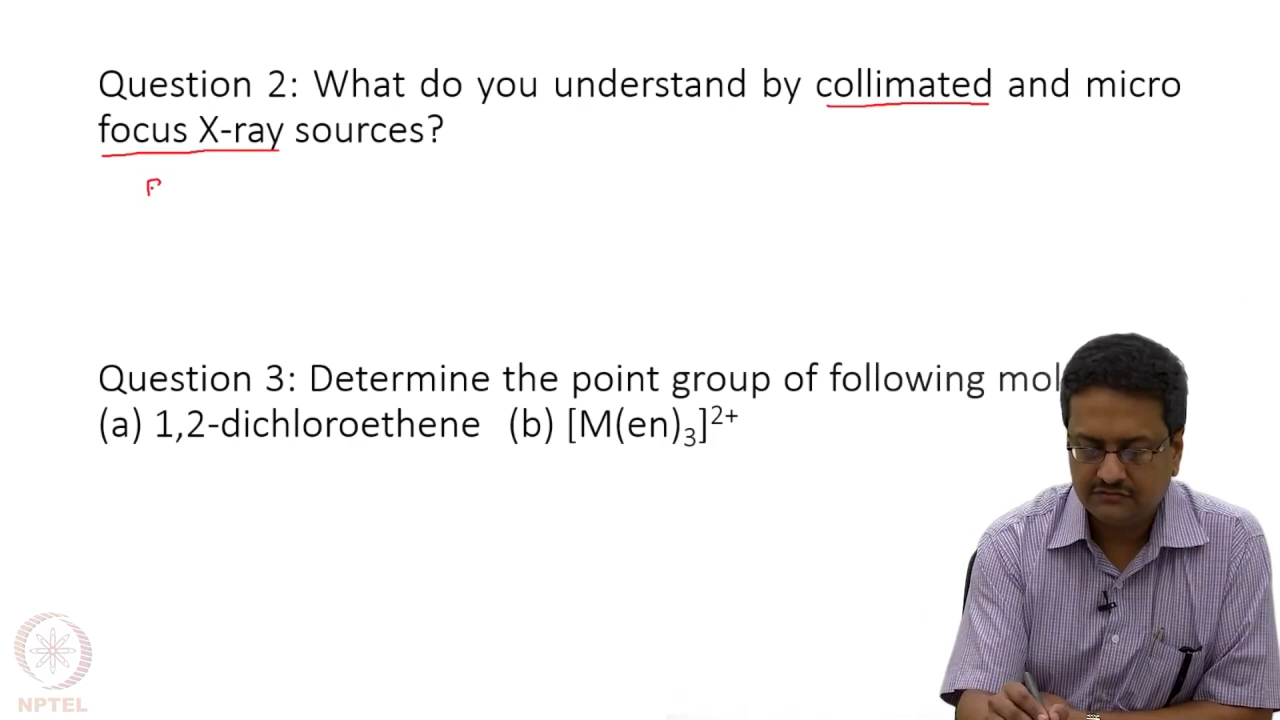 Question 2: What do you understand by collimated and micro
focus X-ray sources?
Question 3: Determine the point group of following
(a) 1,2-dichloroethene (b) [M(en)₃]²⁺
NPTEL